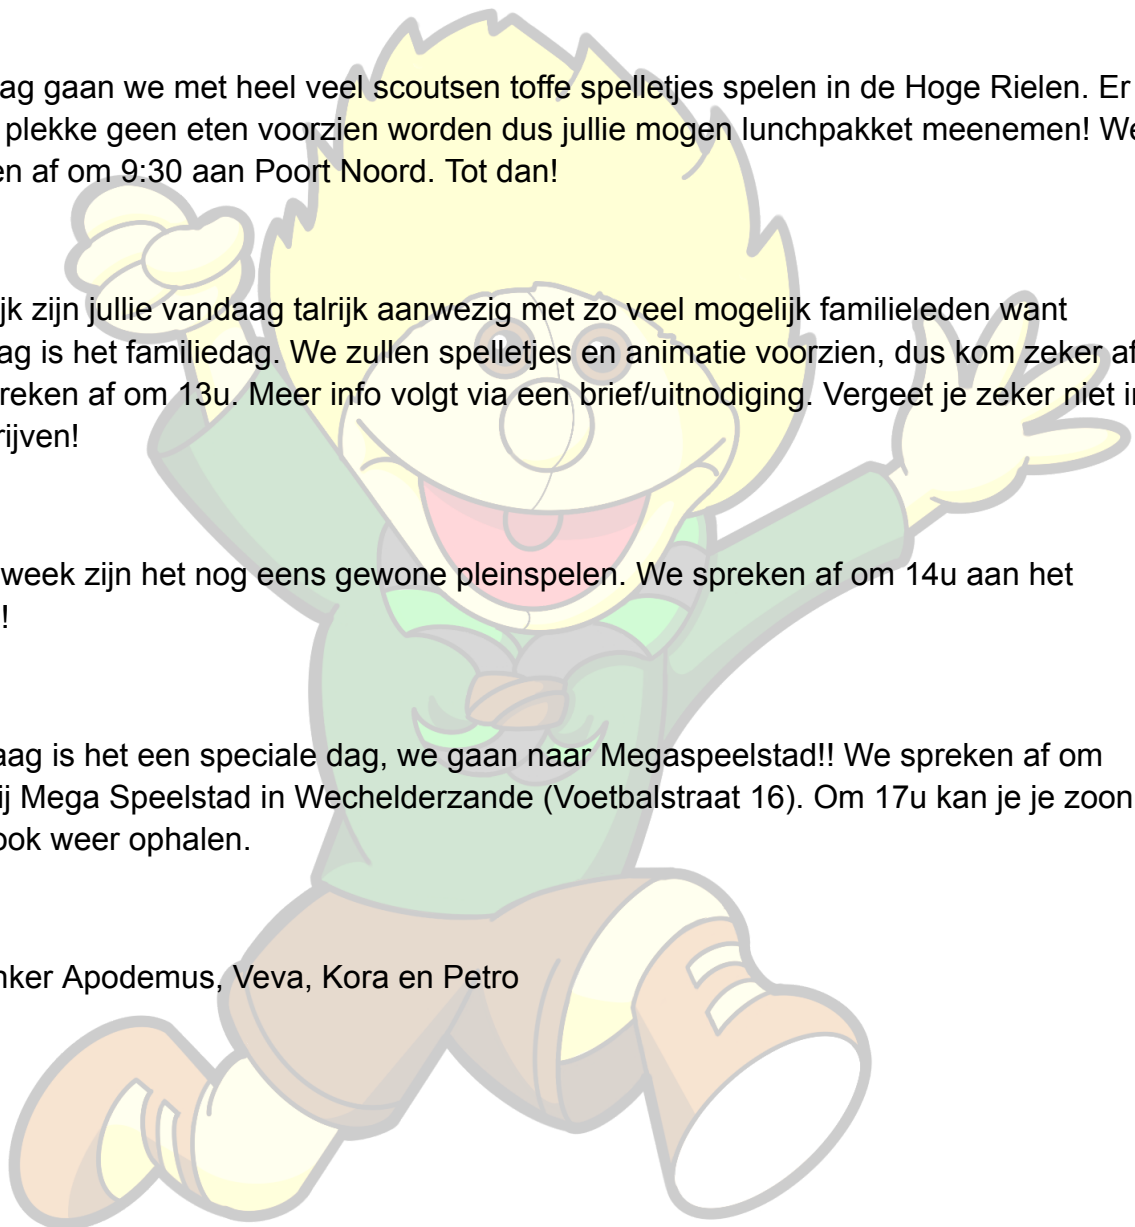 ag gaan we met heel veel scoutsen toffe spelletjes spelen in de Hoge Rielen. Er
plekke geen eten voorzien worden dus jullie mogen lunchpakket meenemen! We
en af om 9:30 aan Poort Noord. Tot dan!
jk zijn jullie vandaag talrijk aanwezig met zo veel mogelijk familieleden want
ag is het familiedag. We zullen spelletjes en animatie voorzien, dus kom zeker af
reken af om 13u. Meer info volgt via een brief/uitnodiging. Vergeet je zeker niet in
rijven!
week zijn het nog eens gewone pleinspelen. We spreken af om 14u aan het
!
aag is het een speciale dag, we gaan naar Megaspeelstad!! We spreken af om
ij Mega Speelstad in Wechelderzande (Voetbalstraat 16). Om 17u kan je je zoon
ook weer ophalen.
nker Apodemus, Veva, Kora en Petro